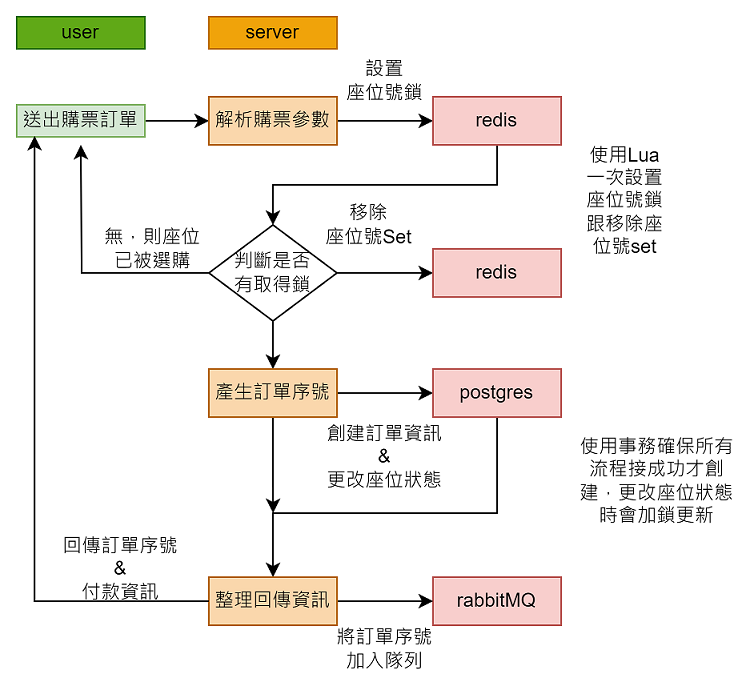 user
server
設置
座位號鎖
送出購票訂單
解析購票參數
redis
使用Lua
一次設置
座位號鎖
跟移除座
位號set
無，則座位
已被選購
移除
座位號Set
判斷是否
有取得鎖
redis
產生訂單序號
postgres
創建訂單資訊
&
更改座位狀態
使用事務確保所有
流程接成功才創
建，更改座位狀態
時會加鎖更新
回傳訂單序號
&
付款資訊
整理回傳資訊
rabbitMQ
將訂單序號
加入隊列